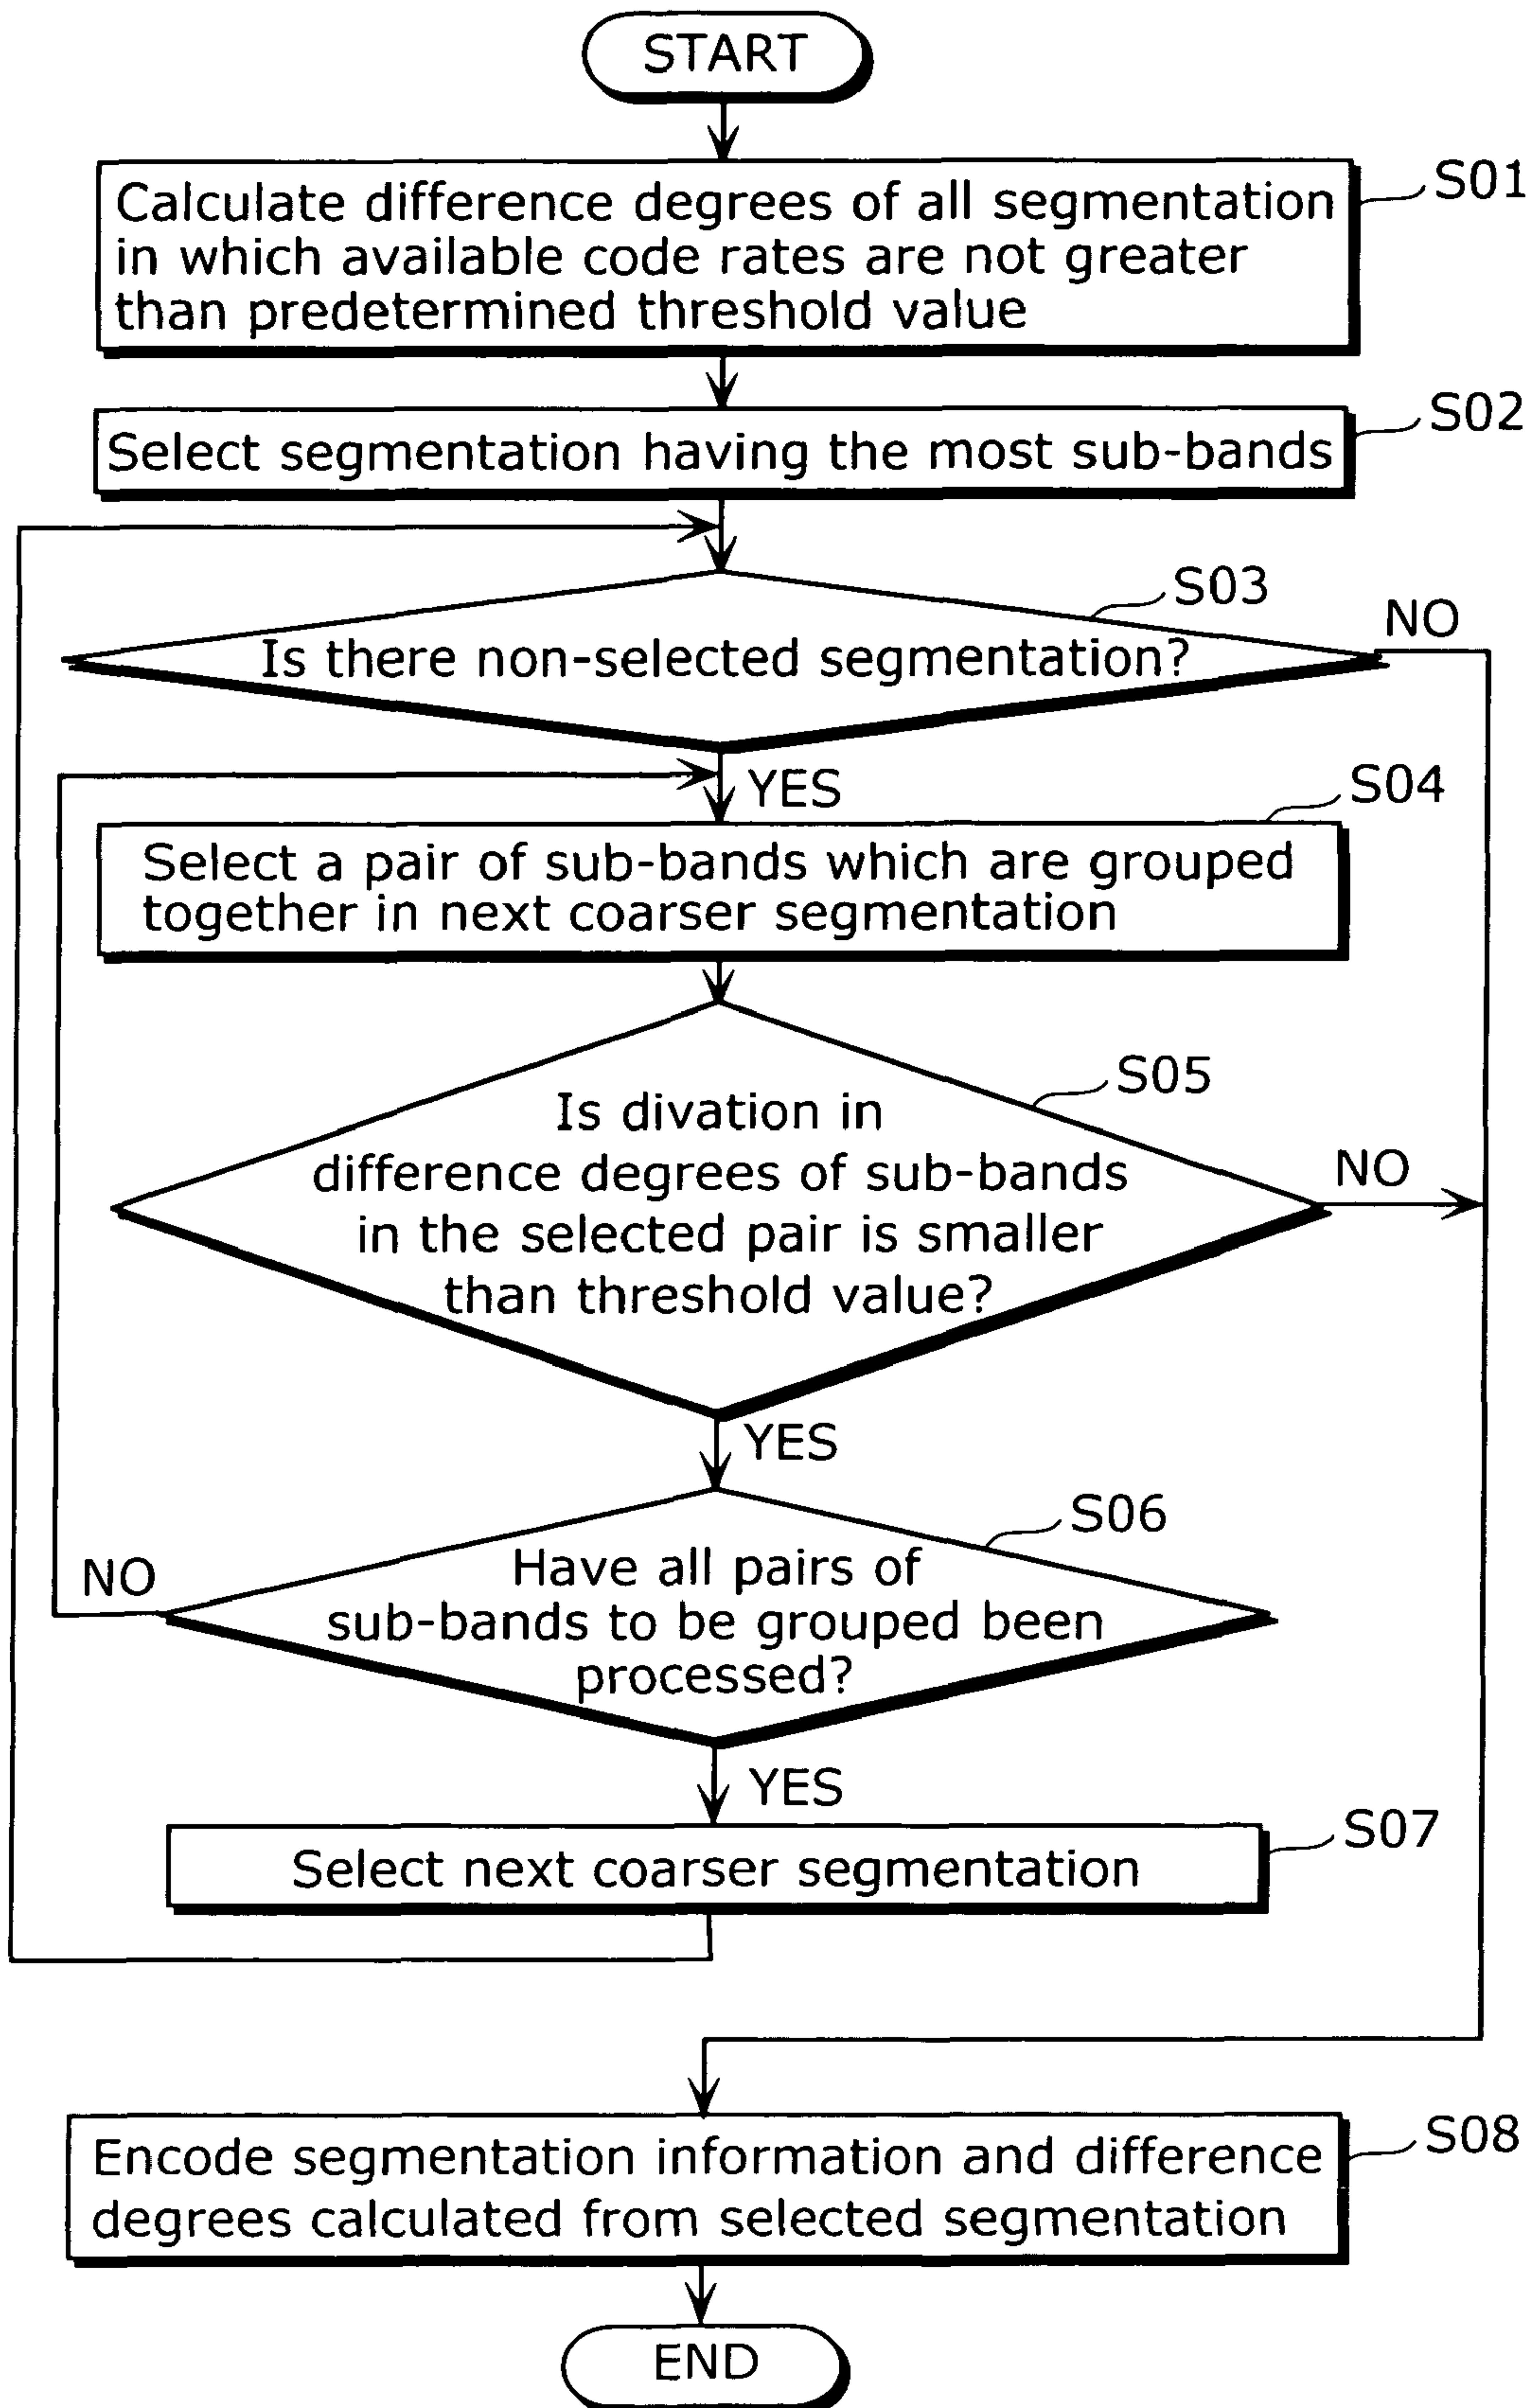 START
S01
Calculate difference degrees of all segmentation
in which available code rates are not greater
than predetermined threshold value
S02
Select segmentation having the most sub-bands
S03
NO
Is there non-selected segmentation?
YES
S04
Select a pair of sub-bands which are grouped
together in next coarser segmentation
S05
Is divation in
difference degrees of sub-bands
in the selected pair is smaller
than threshold value?
NO
YES
S06
Have all pairs of
sub-bands to be grouped been
processed?
NO
YES
S07
Select next coarser segmentation
S08
Encode segmentation information and difference
degrees calculated from selected segmentation
END